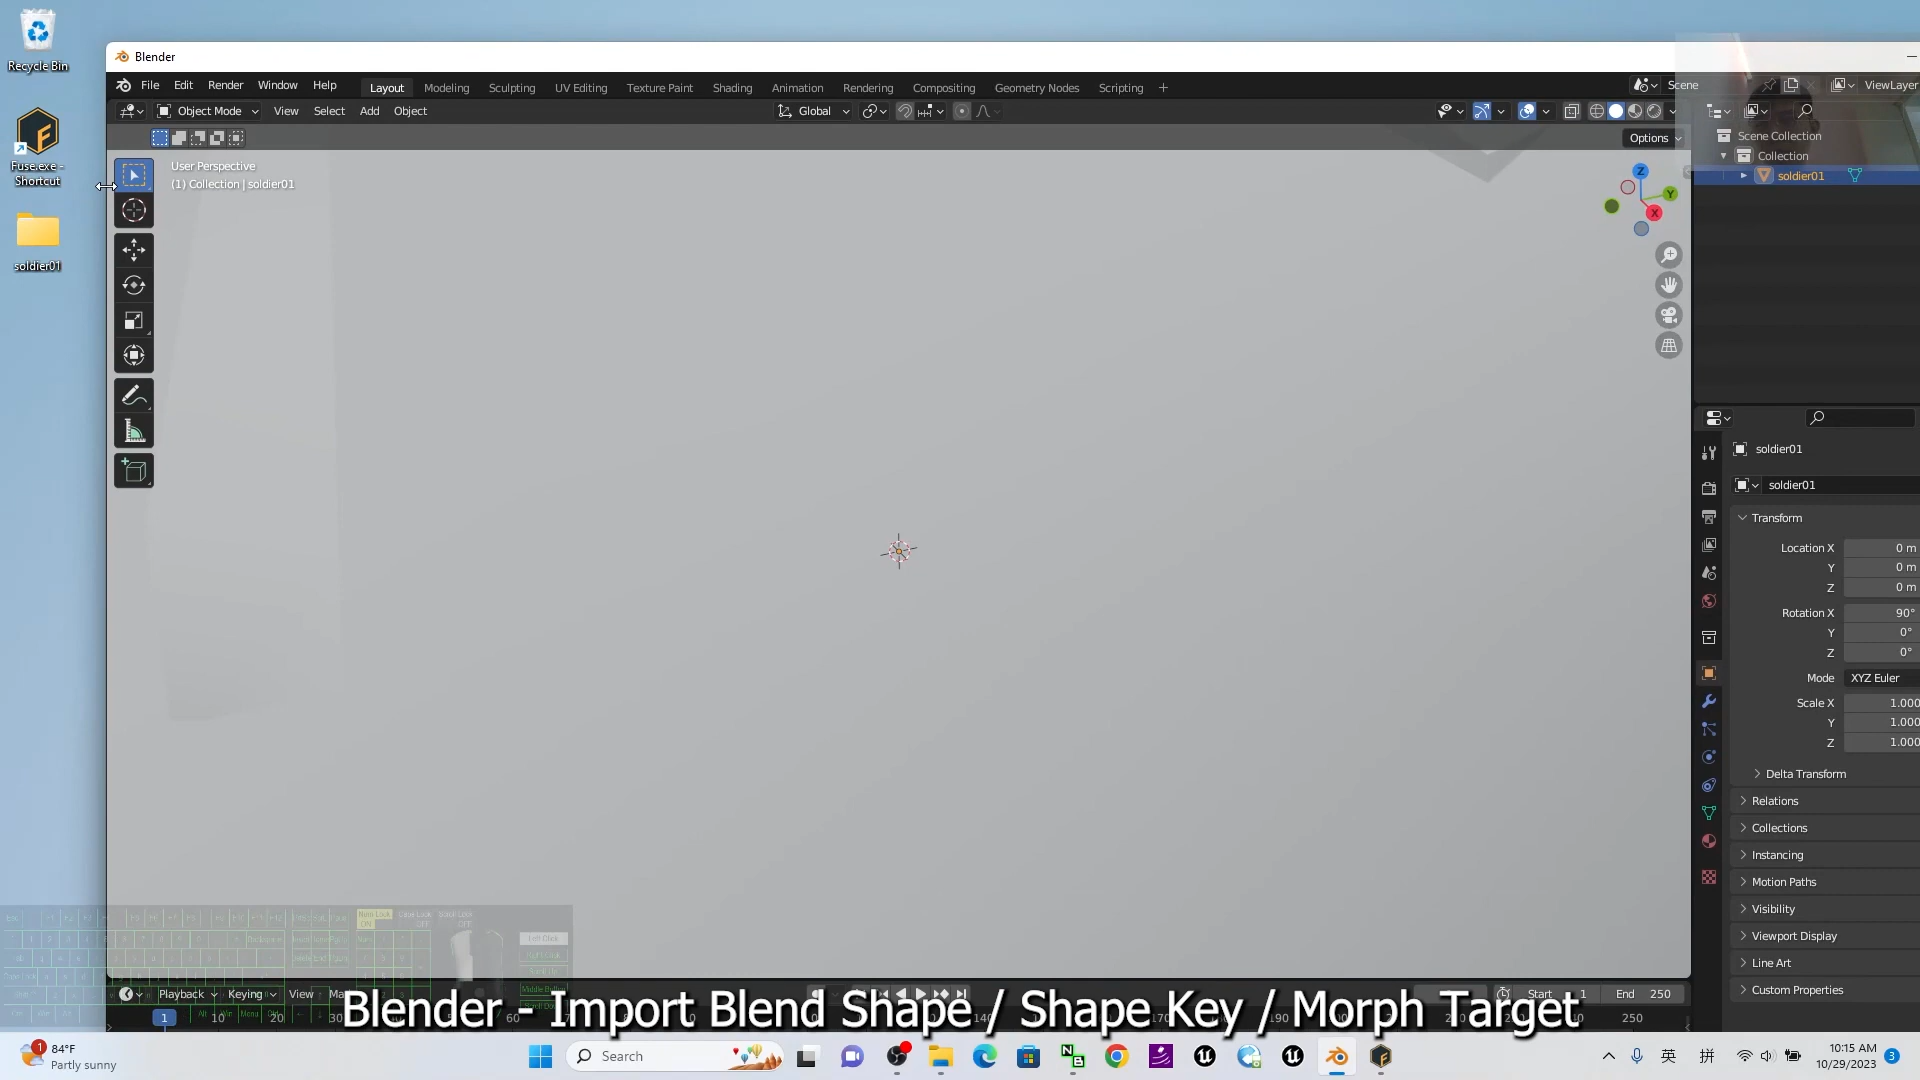 Recycle Bin
Fuse.exe -
Shortcut
soldier01
Blender
File Edit Render Window Help
Layout Modeling Sculpting UV Editing Texture Paint Shading Animation Rendering Compositing Geometry Nodes Scripting +
Scene
ViewLayer
Object Mode View Select Add Object
Global
Options
User Perspective
(1) Collection | soldier01
Z
Y
X
Scene Collection
Collection
soldier01
soldier01
soldier01
Transform
Location X 0 m
Y 0 m
Z 0 m
Rotation X 90°
Y 0°
Z 0°
Mode XYZ Euler
Scale X 1.000
Y 1.000
Z 1.000
Delta Transform
Relations
Collections
Instancing
Motion Paths
Visibility
Viewport Display
Line Art
Custom Properties
Playback Keying View
Start 1 End 250
Blender - Import Blend Shape / Shape Key / Morph Target
1 10 250
84°F
Partly sunny
Search
英
拼
10:15 AM
10/29/2023
3